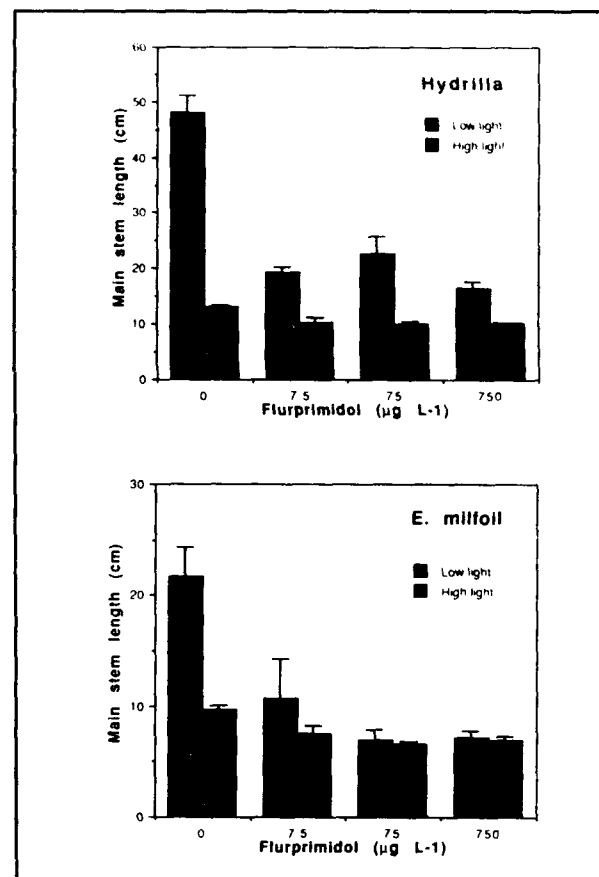 60
50
40
30
20
10
0
Main stem length (cm)
Hydrilla
Low light
High light
0 7 5 75 750
Flurprimidol (µg L-1)
30
20
10
0
Main stem length (cm)
E. milfoil
Low light
High light
0 7 5 75 750
Flurprimidol (µg L-1)